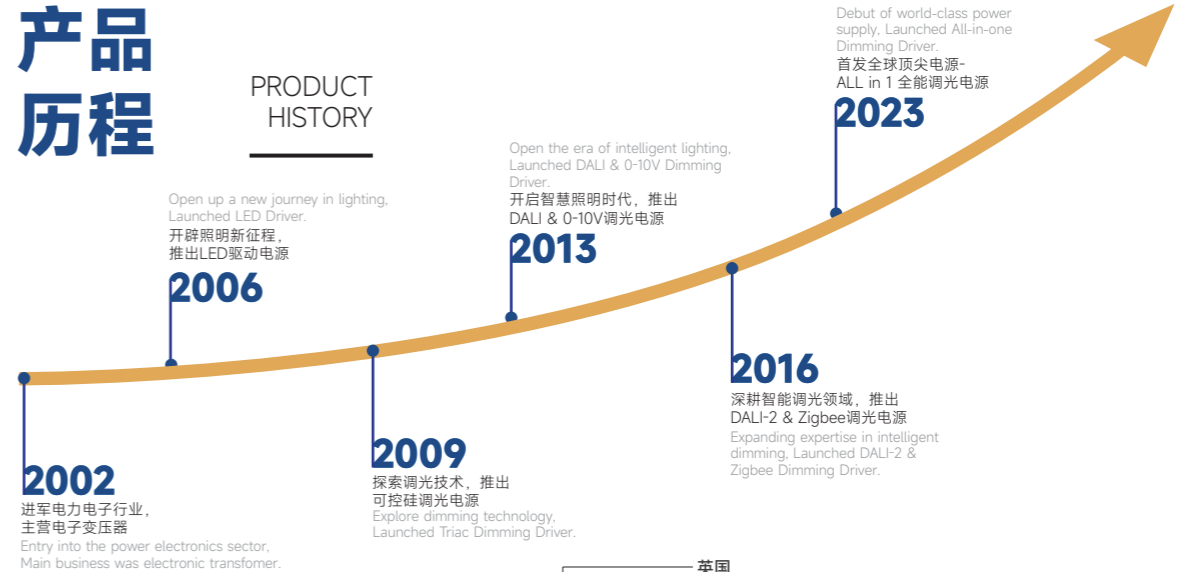 产品
历程
PRODUCT
HISTORY
2002
进军电力电子行业，
主营电子变压器
Entry into the power electronics sector,
Main business was electronic transfomer.
Open up a new journey in lighting,
Launched LED Driver.
开辟照明新征程，
推出LED驱动电源
2006
2009
探索调光技术，推出
可控硅调光电源
Explore dimming technology,
Launched Triac Dimming Driver.
Open the era of intelligent lighting,
Launched DALI & 0-10V Dimming
Driver.
开启智慧照明时代，推出
DALI & 0-10V调光电源
2013
2016
深耕智能调光领域，推出
DALI-2 & Zigbee调光电源
Expanding expertise in intelligent
dimming, Launched DALI-2 &
Zigbee Dimming Driver.
Debut of world-class power
supply, Launched All-in-one
Dimming Driver.
首发全球顶尖电源-
ALL in 1 全能调光电源
2023
英国